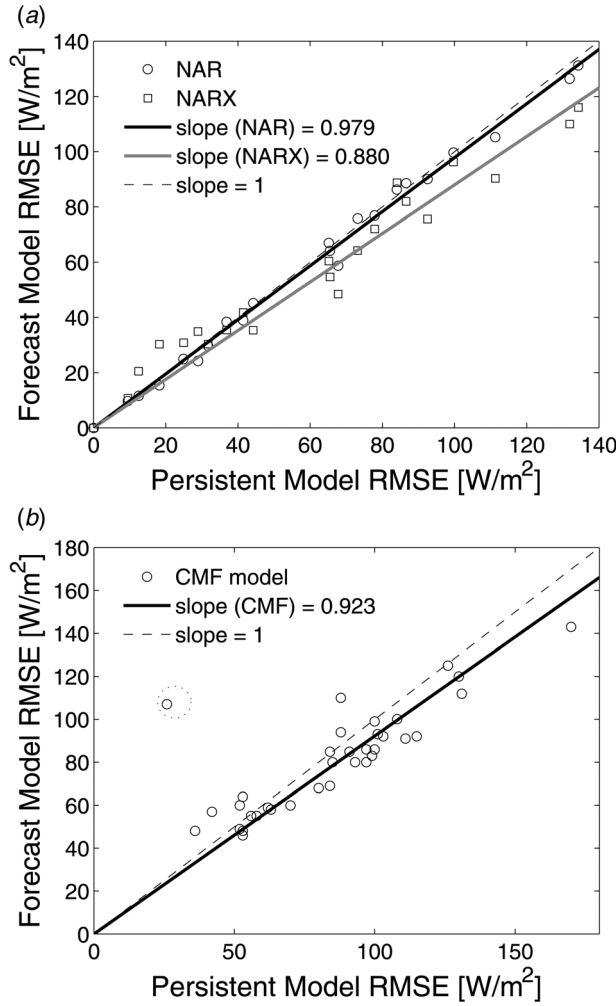 (a)
140
120
100
80
60
40
20
0
Forecast Model RMSE [W/m²]
NAR
NARX
slope (NAR) = 0.979
slope (NARX) = 0.880
slope = 1
0 20 40 60 80 100 120 140
Persistent Model RMSE [W/m²]
(b)
180
160
140
120
100
80
60
40
20
0
Forecast Model RMSE [W/m²]
CMF model
slope (CMF) = 0.923
slope = 1
0 50 100 150
Persistent Model RMSE [W/m²]